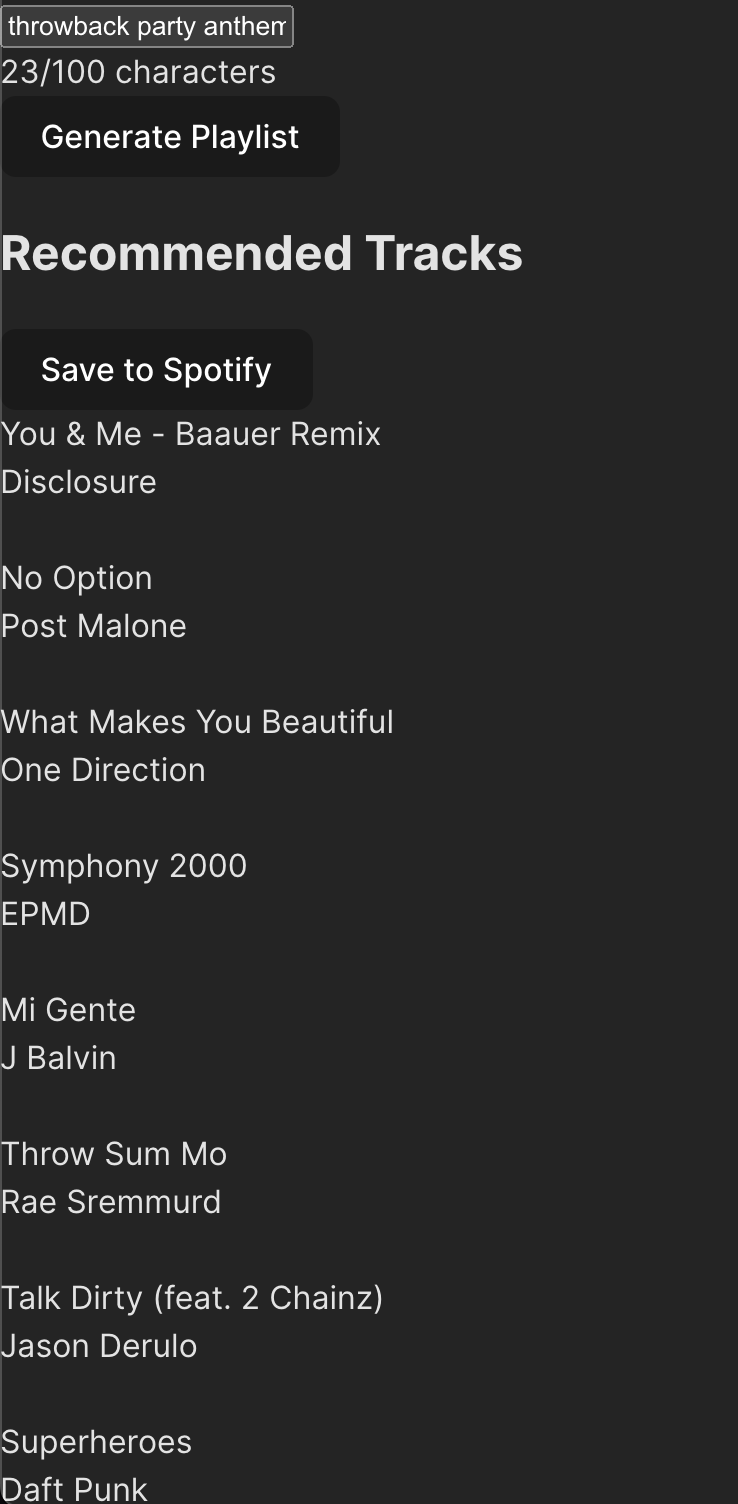 throwback party anthem
23/100 characters
Generate Playlist
Recommended Tracks
Save to Spotify
You & Me - Baauer Remix
Disclosure
No Option
Post Malone
What Makes You Beautiful
One Direction
Symphony 2000
EPMD
Mi Gente
J Balvin
Throw Sum Mo
Rae Sremmurd
Talk Dirty (feat. 2 Chainz)
Jason Derulo
Superheroes
Daft Punk